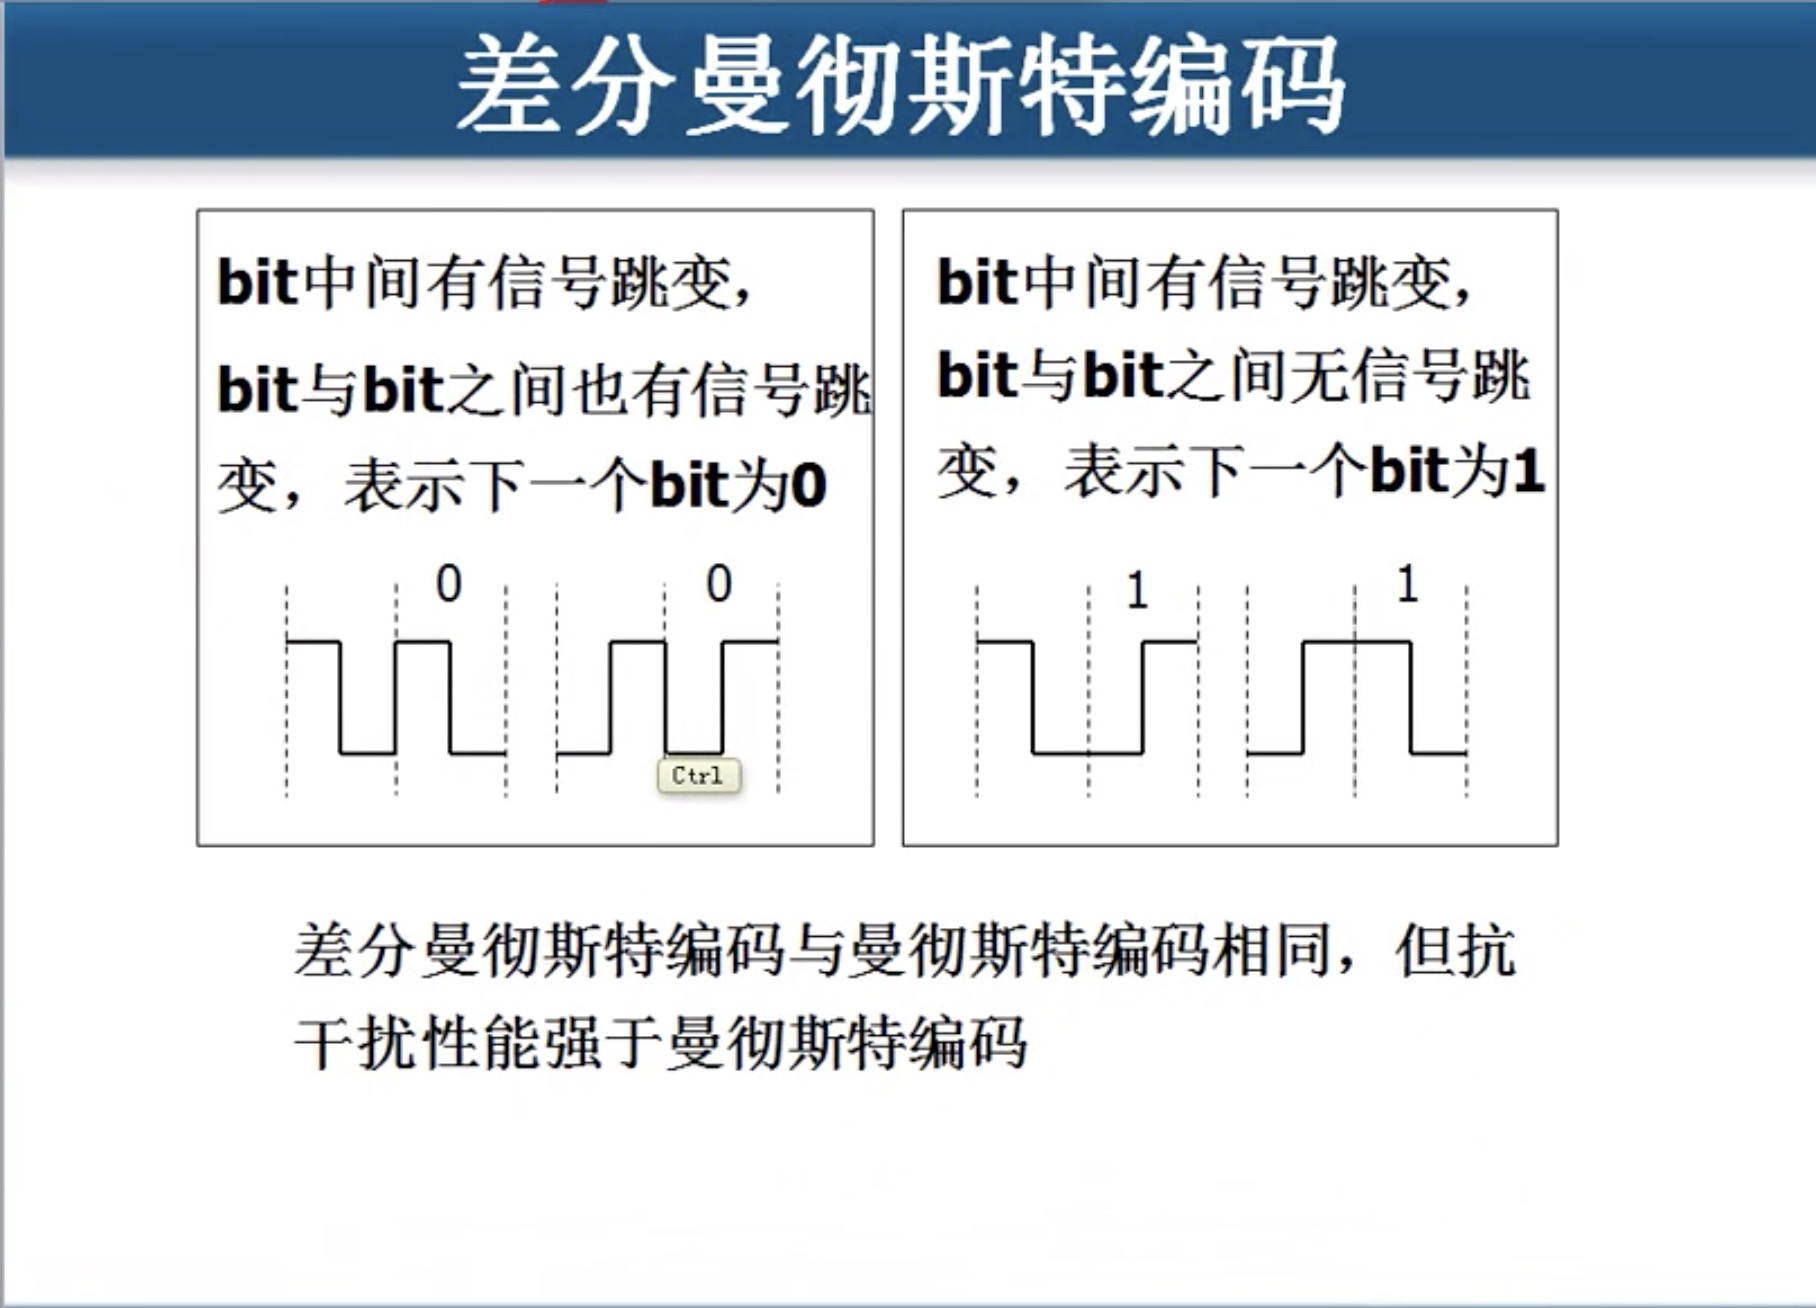 差分曼彻斯特编码
bit中间有信号跳变，
bit与bit之间也有信号跳
变，表示下一个bit为0
0
0
Ctrl
bit中间有信号跳变，
bit与bit之间无信号跳
变，表示下一个bit为1
1
1
差分曼彻斯特编码与曼彻斯特编码相同，但抗
干扰性能强于曼彻斯特编码